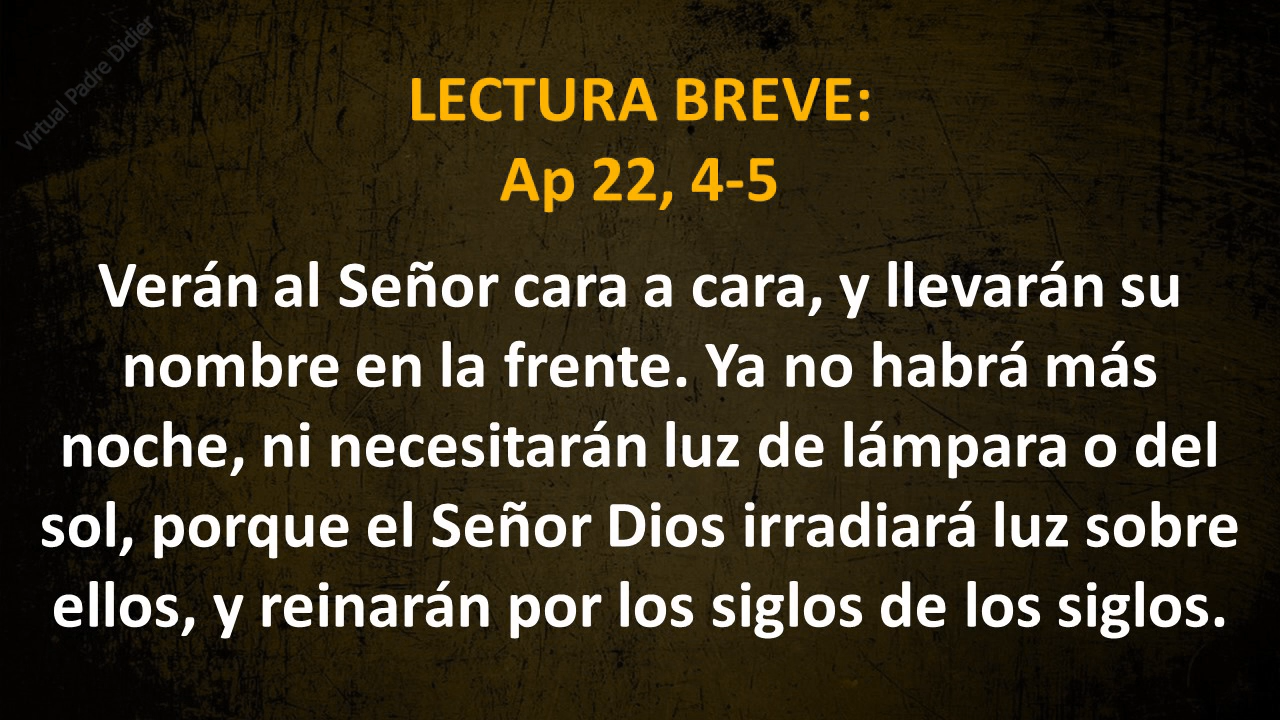 Virtual Padre Didier
LECTURA BREVE:
Ap 22, 4-5
Verán al Señor cara a cara, y llevarán su
nombre en la frente. Ya no habrá más
noche, ni necesitarán luz de lámpara o del
sol, porque el Señor Dios irradiará luz sobre
ellos, y reinarán por los siglos de los siglos.